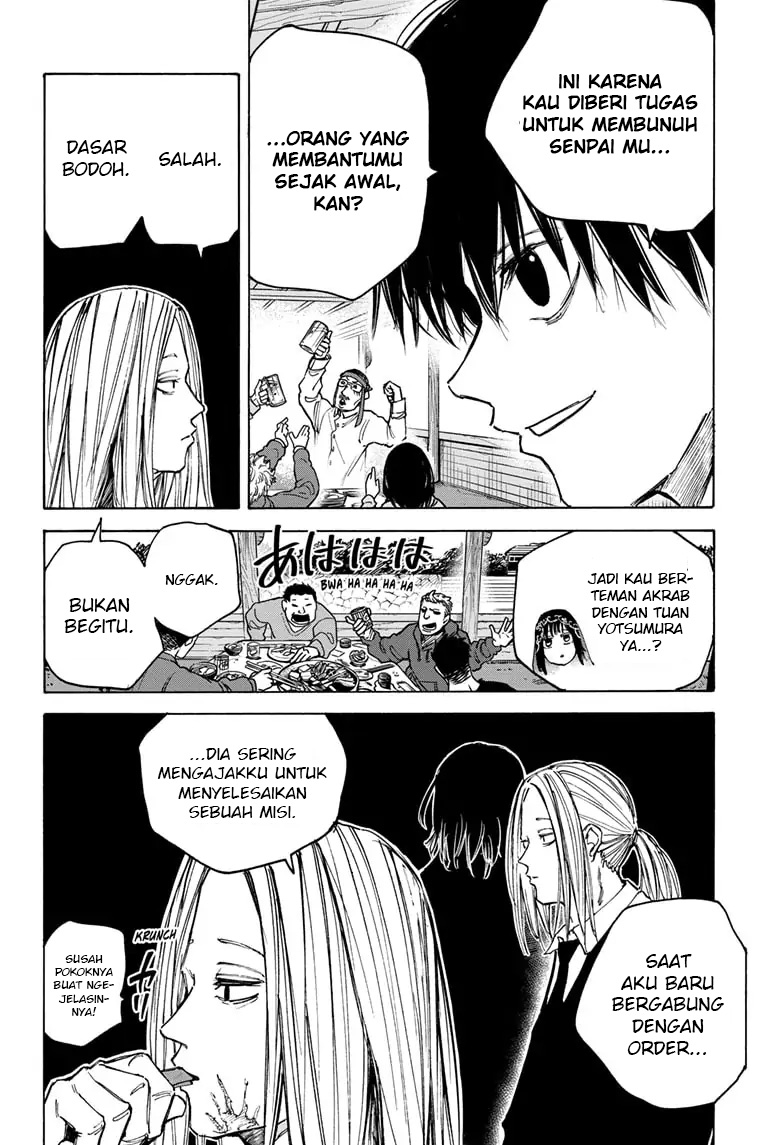 INI KARENA
KAU DIBERI TUGAS
UNTUK MEMBUNUH
SENPAI MU...
...ORANG YANG
MEMBANTUMU
SEJAK AWAL,
KAN?
SALAH.
DASAR
BODOH.
JADI KAU BER-
TEMAN AKRAB
DENGAN TUAN
YOTSUMURA
YA...?
あはははは
BWA HA HA HA HA
NGGAK.
BUKAN
BEGITU.
SAAT
AKU BARU
BERGABUNG
DENGAN
ORDER...
...DIA SERING
MENGAJAKKU UNTUK
MENYELESAIKAN
SEBUAH MISI.
KRUNCH
SUSAH
POKOKNYA
BUAT NGE-
JELASIN-
NYA!